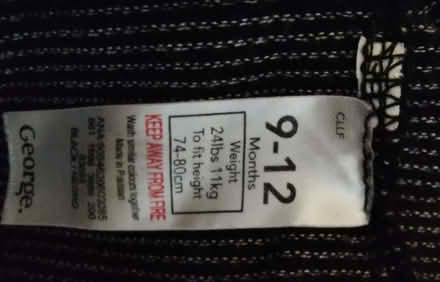 CLLF
9-12
Months
Weight
24lbs 11kg
To fit height
74-80cm
KEEP AWAY FROM FIRE
Wash similar colours together
Made in Pakistan
George.